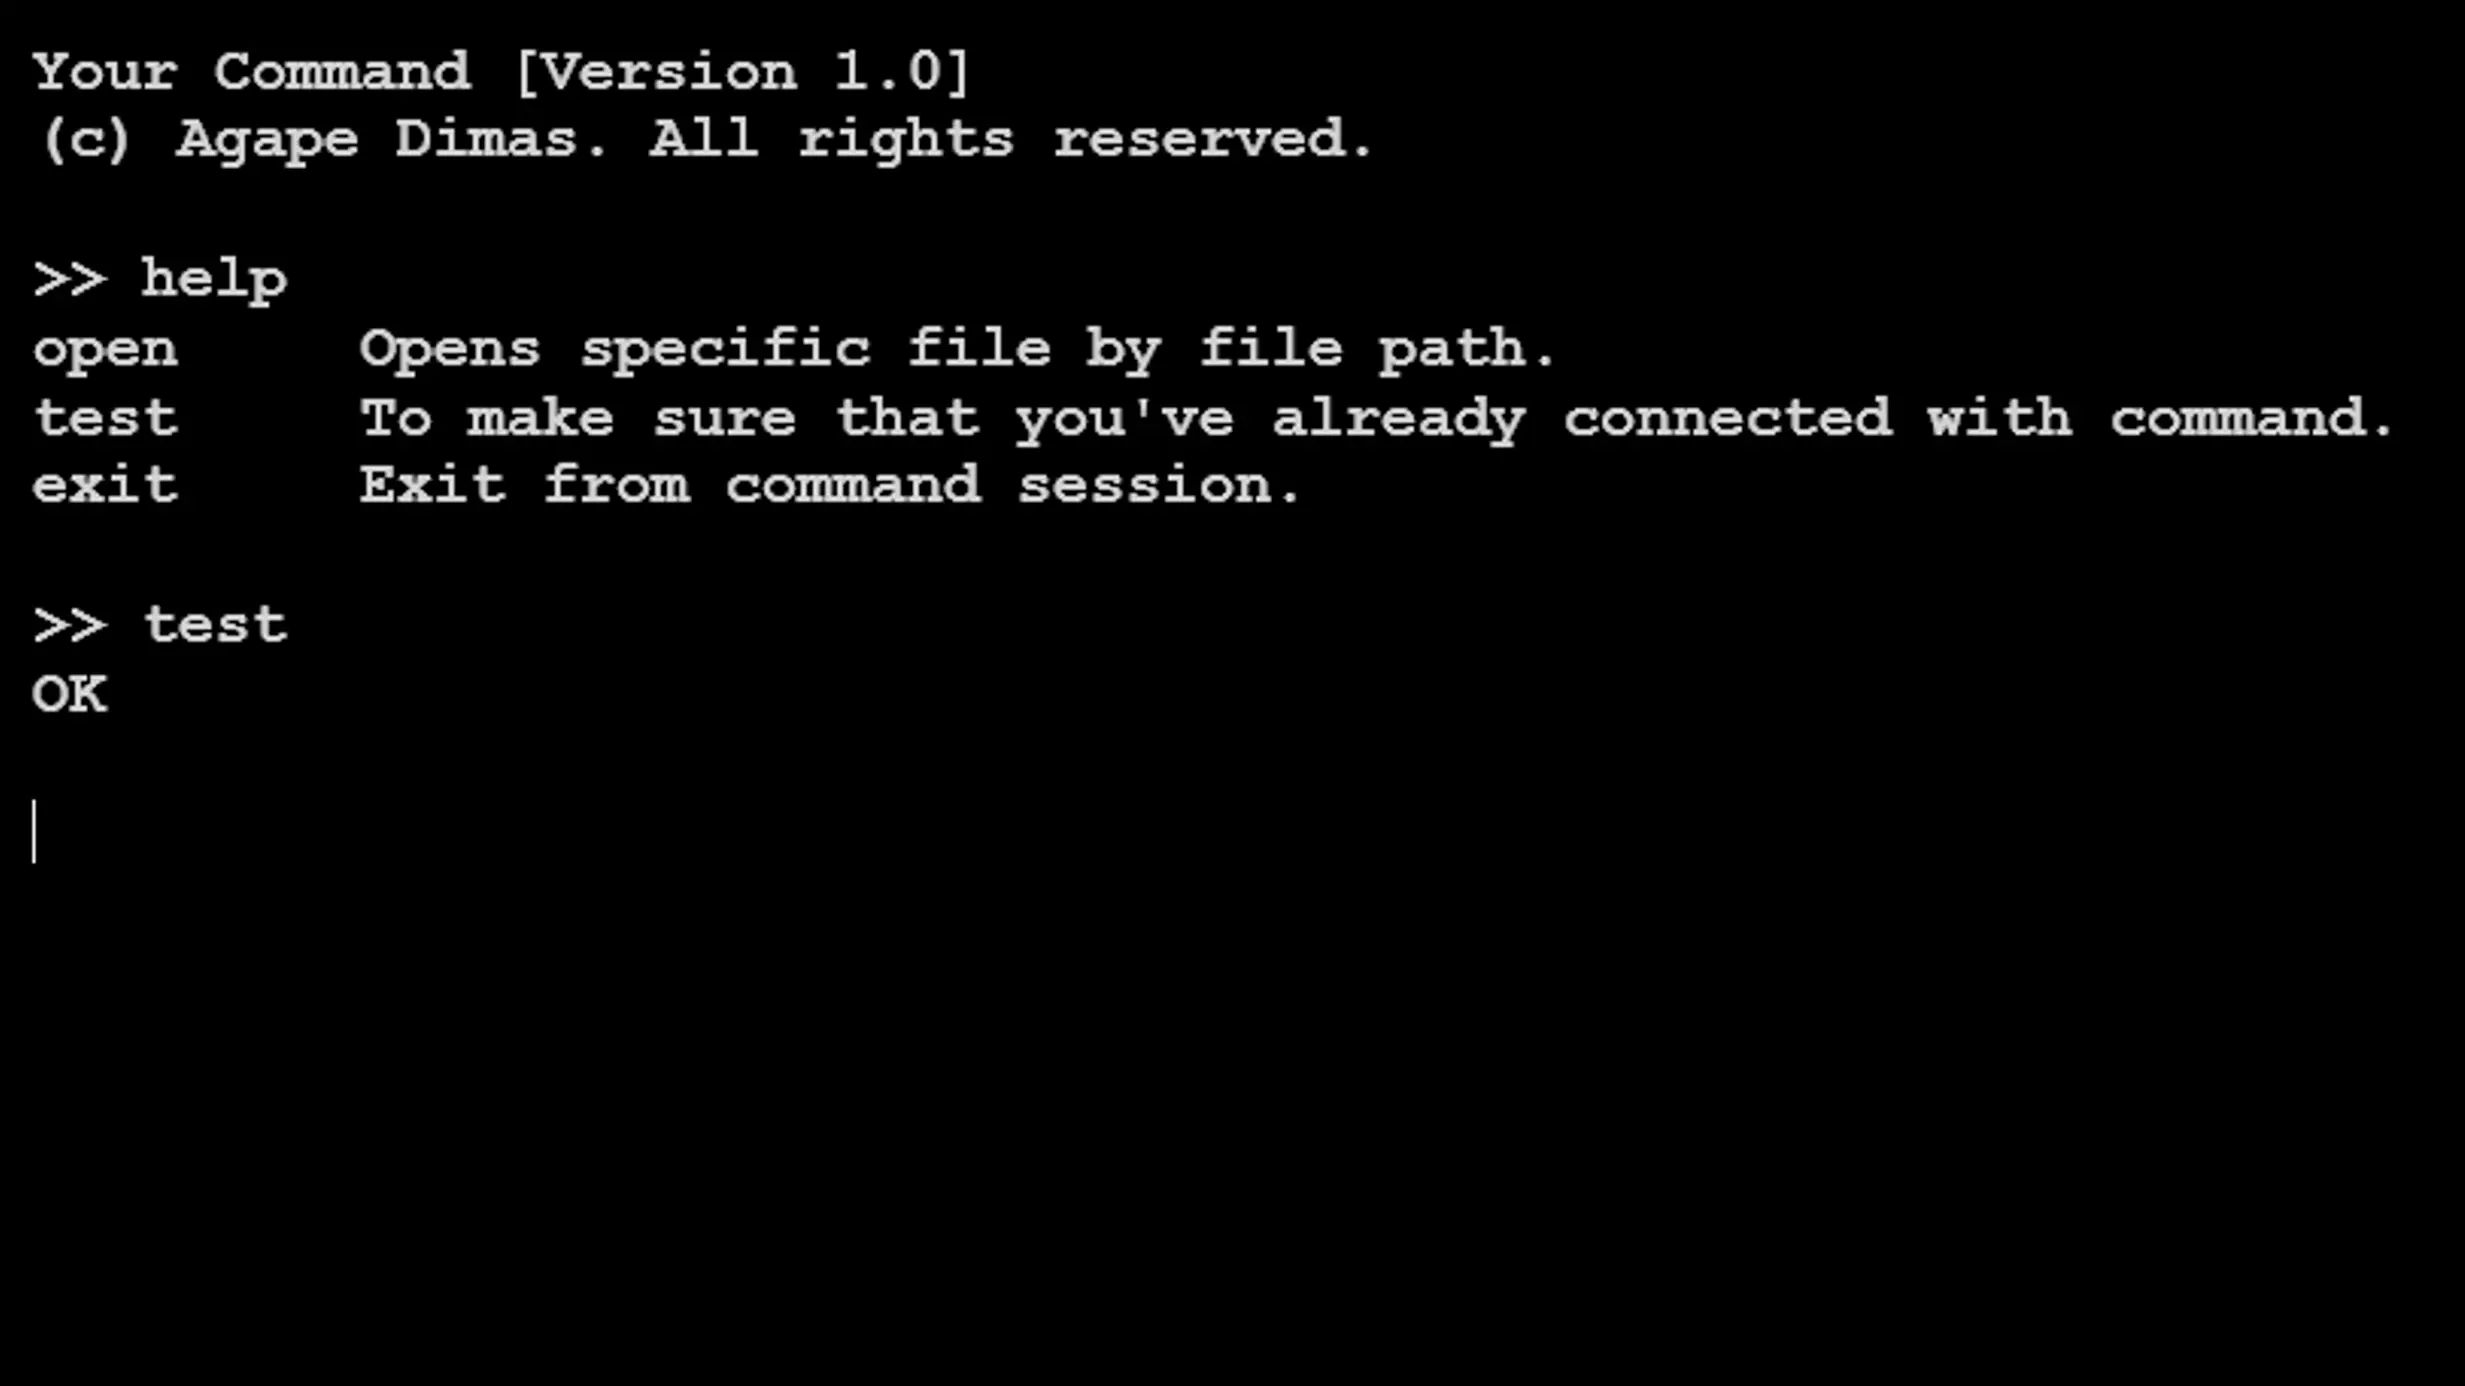 Your Command [Version 1.0]
(c) Agape Dimas. All rights reserved.
>> help
open     Opens specific file by file path.
test     To make sure that you've already connected with command.
exit     Exit from command session.
>> test
OK